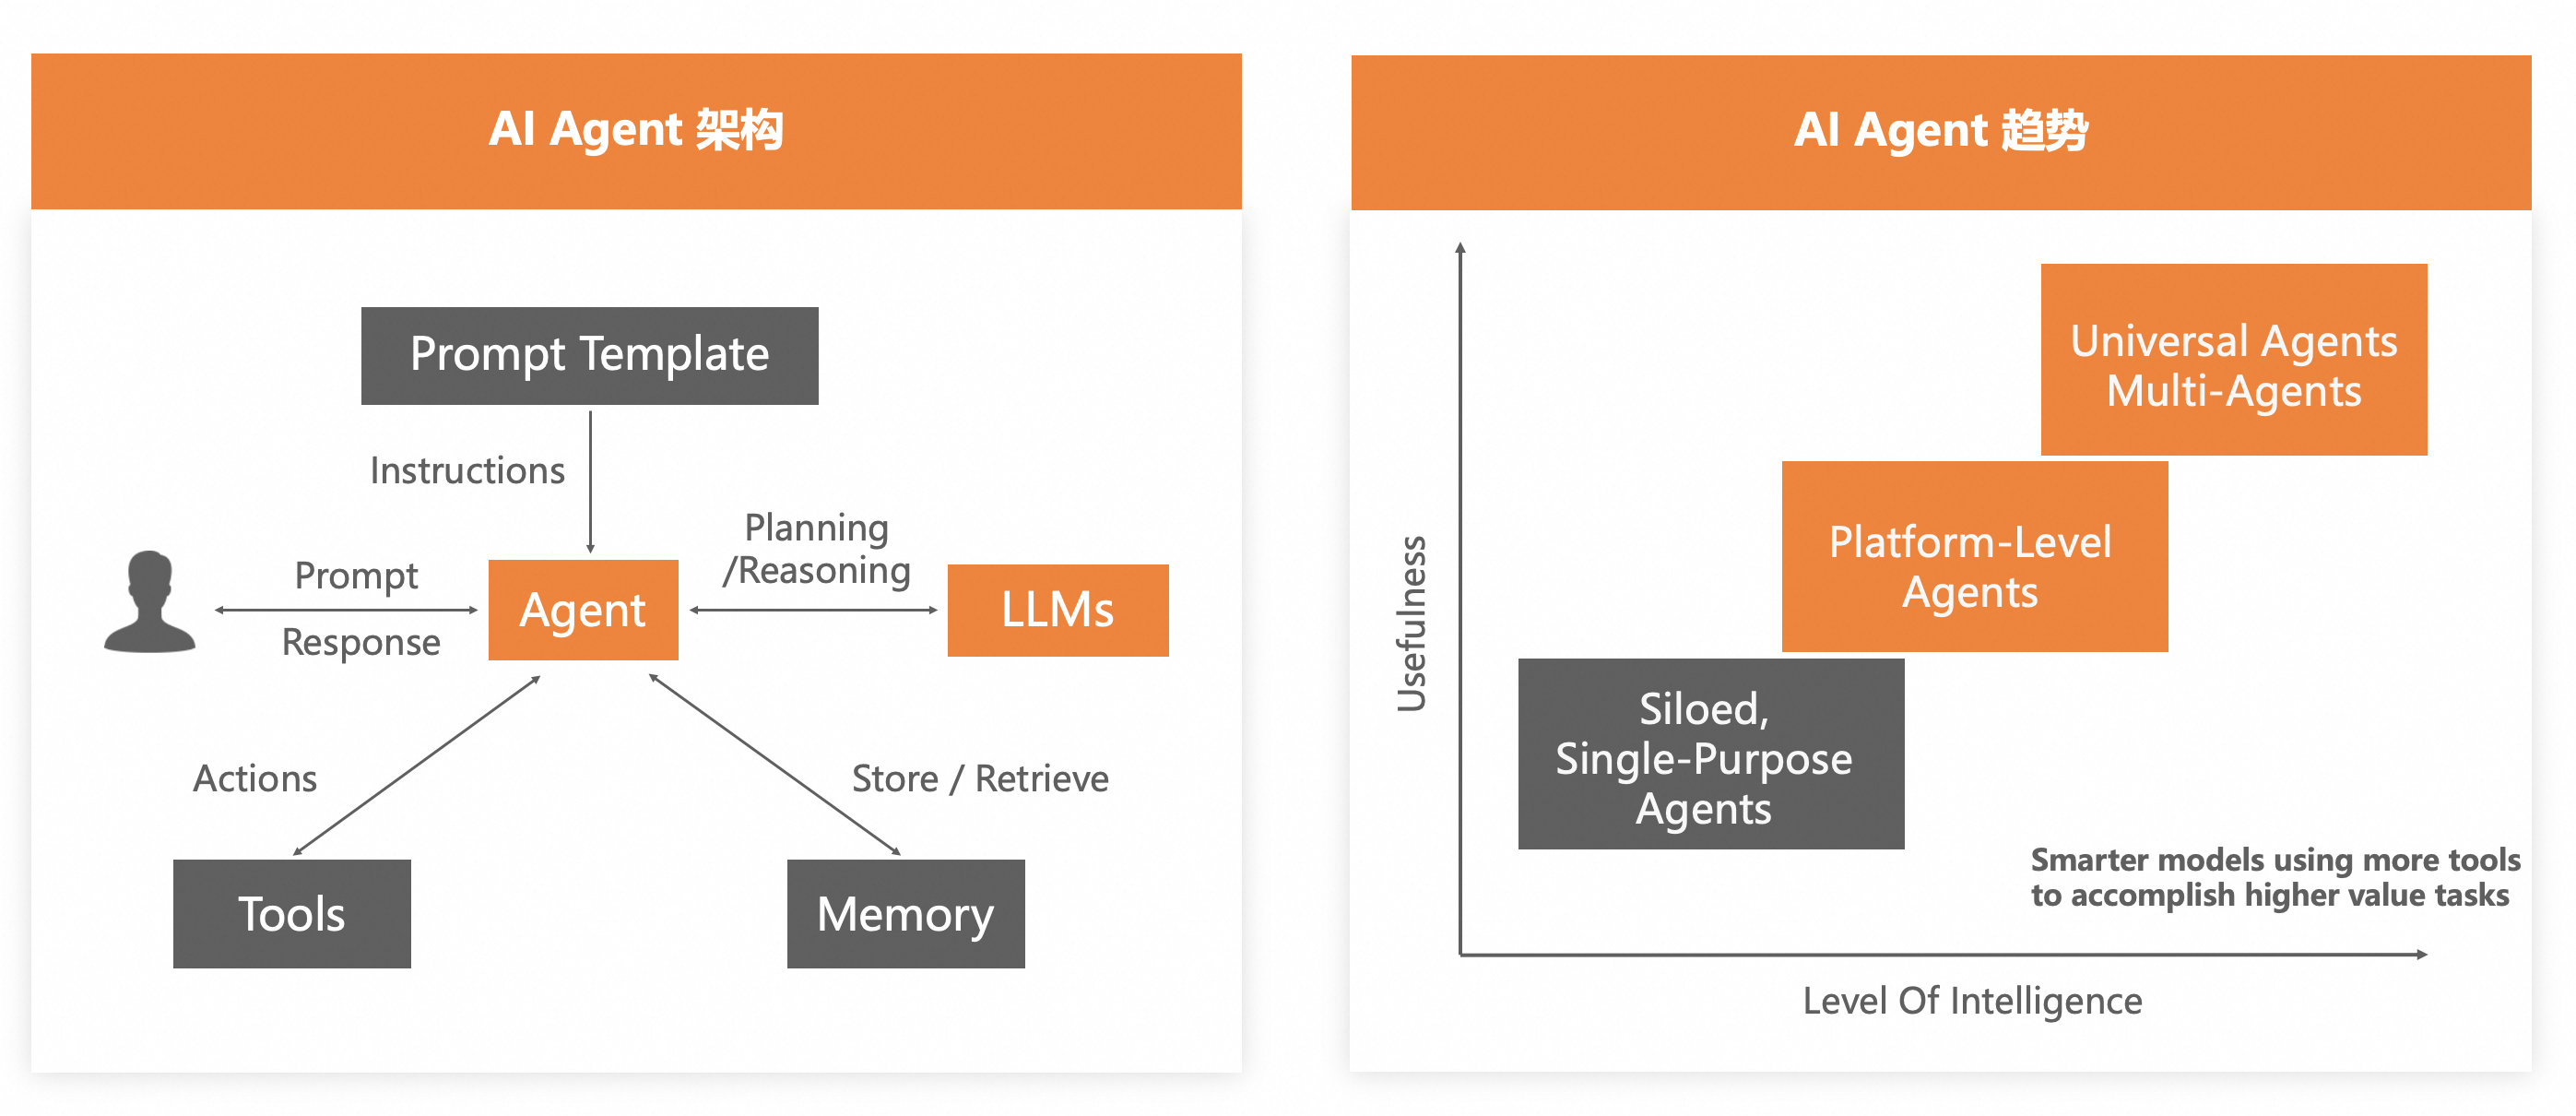 AI Agent 架构
Prompt Template
Instructions
Planning
/Reasoning
Prompt
Response
Agent
LLMs
Actions
Store / Retrieve
Tools
Memory
AI Agent 趋势
Universal Agents
Multi-Agents
Platform-Level
Agents
Usefulness
Siloed,
Single-Purpose
Agents
Smarter models using more tools
to accomplish higher value tasks
Level Of Intelligence